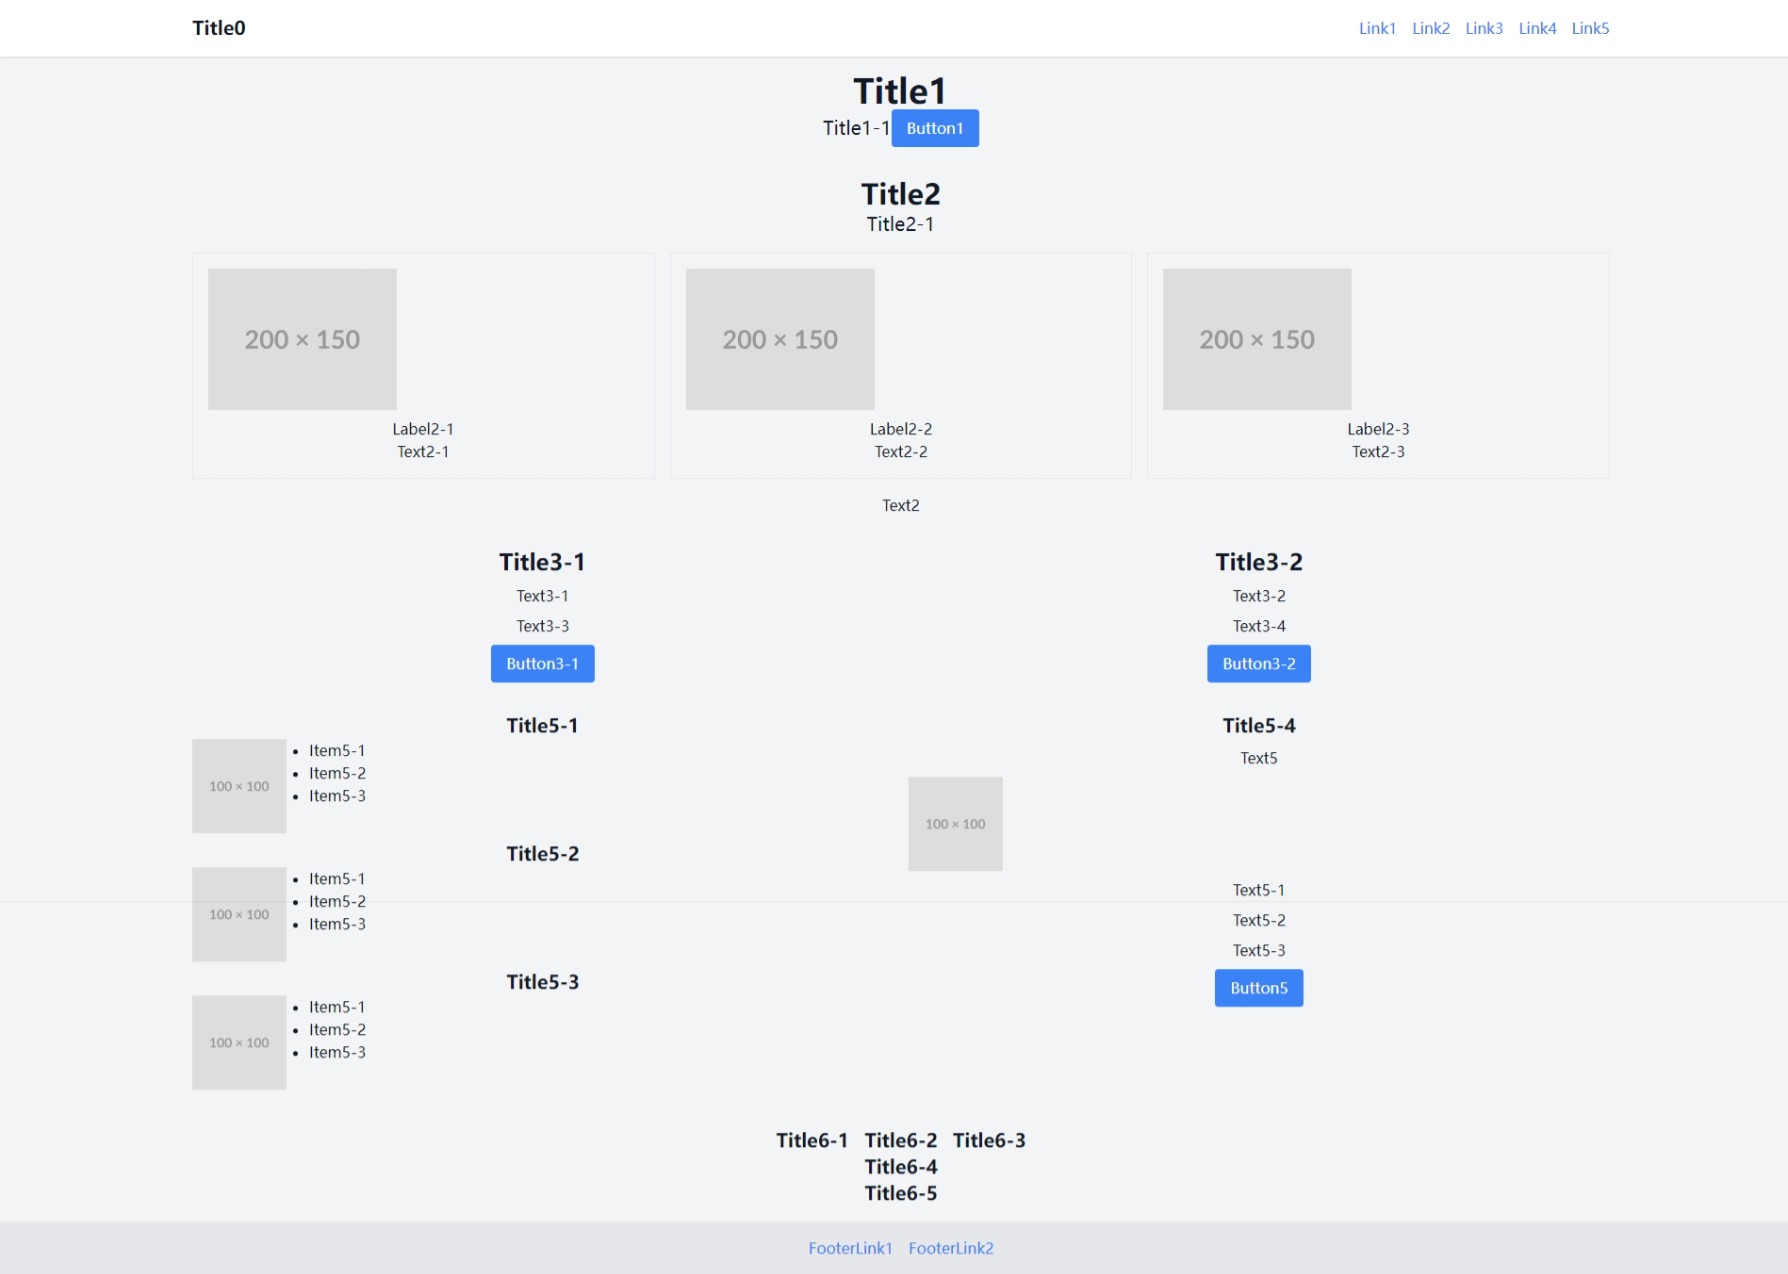 Title0
Link1 Link2 Link3 Link4 Link5
Title1
Title1-1 Button1
Title2
Title2-1
200 × 150
Label2-1
Text2-1
200 × 150
Label2-2
Text2-2
200 × 150
Label2-3
Text2-3
Text2
Title3-1
Text3-1
Text3-3
Button3-1
Title3-2
Text3-2
Text3-4
Button3-2
Title5-1
100 × 100
Item5-1
Item5-2
Item5-3
Title5-2
100 × 100
Item5-1
Item5-2
Item5-3
Title5-3
100 × 100
Item5-1
Item5-2
Item5-3
Title5-4
Text5
100 × 100
Text5-1
Text5-2
Text5-3
Button5
Title6-1 Title6-2 Title6-3
Title6-4
Title6-5
FooterLink1 FooterLink2